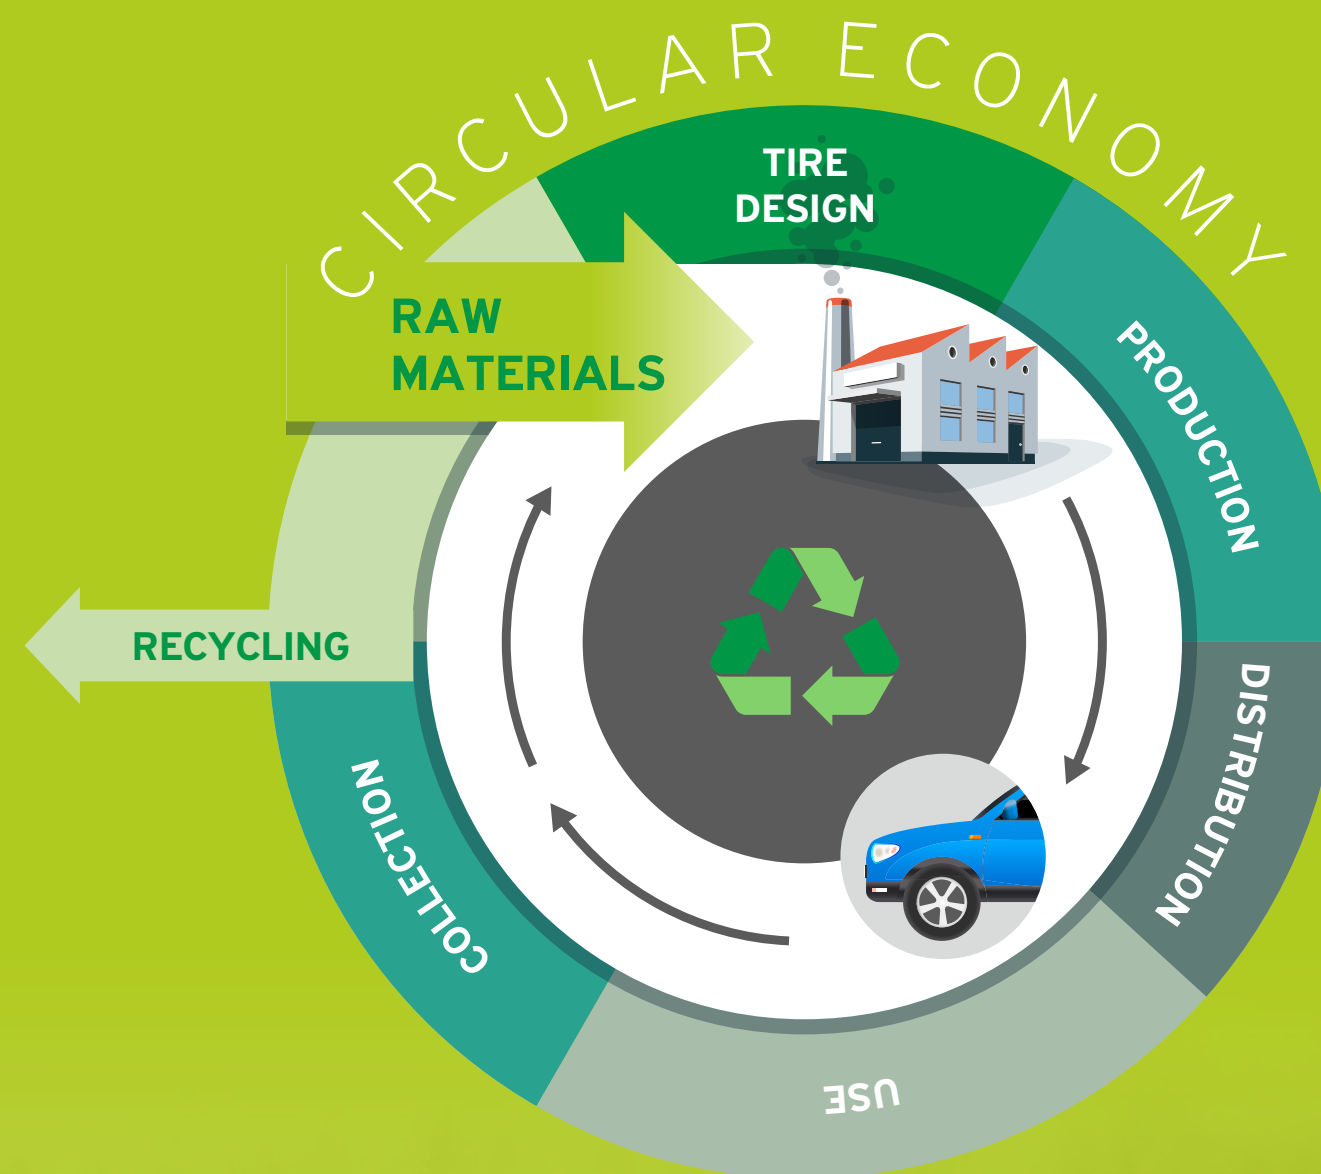 CIRCULAR ECONOMY
TIRE
DESIGN
RAW
MATERIALS
PRODUCTION
RECYCLING
DISTRIBUTION
COLLECTION
USE